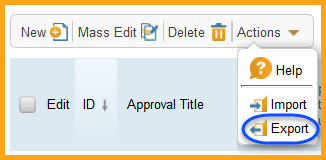 New Mass Edit Delete Actions
Help
Edit ID Approval Title
Import
Export